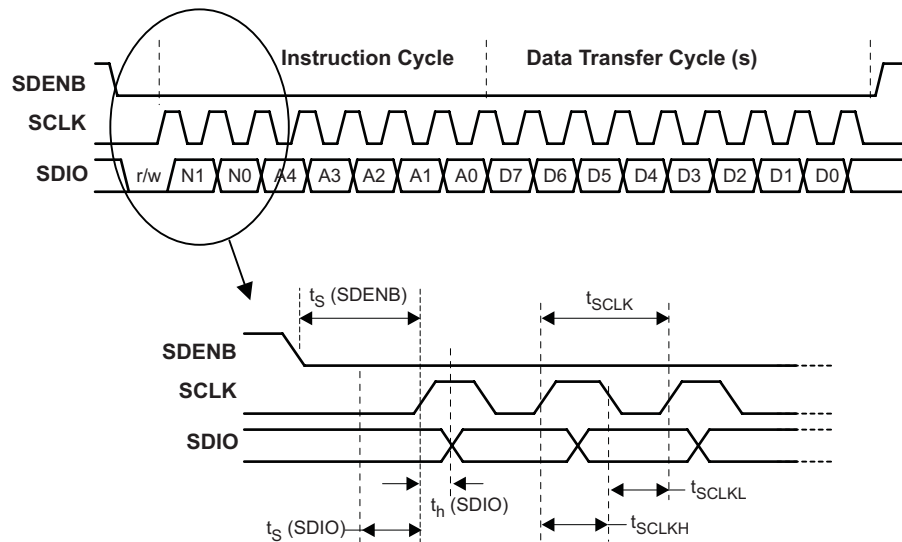 Instruction Cycle Data Transfer Cycle (s)
SDENB
SCLK
SDIO r/w N1 N0 A4 A3 A2 A1 A0 D7 D6 D5 D4 D3 D2 D1 D0
tS (SDENB) tSCLK
SDENB
SCLK
SDIO
th (SDIO) tSCLKL
tS (SDIO) tSCLKH